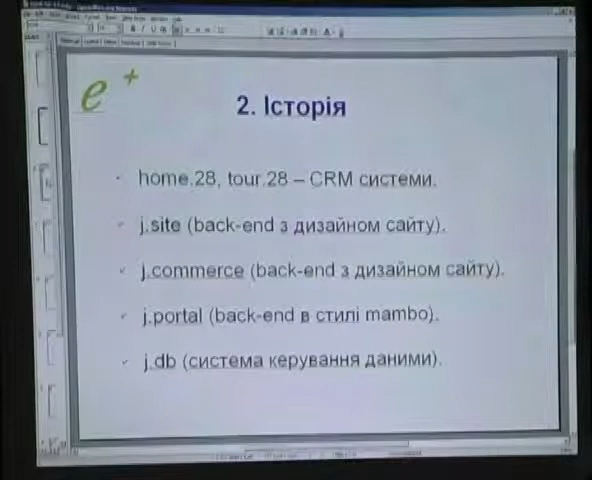 e+
2. Історія
home.28, tour.28 – CRM системи.
j.site (back-end з дизайном сайту).
j.commerce (back-end з дизайном сайту).
j.portal (back-end в стилі mambo).
j.db (система керування даними).